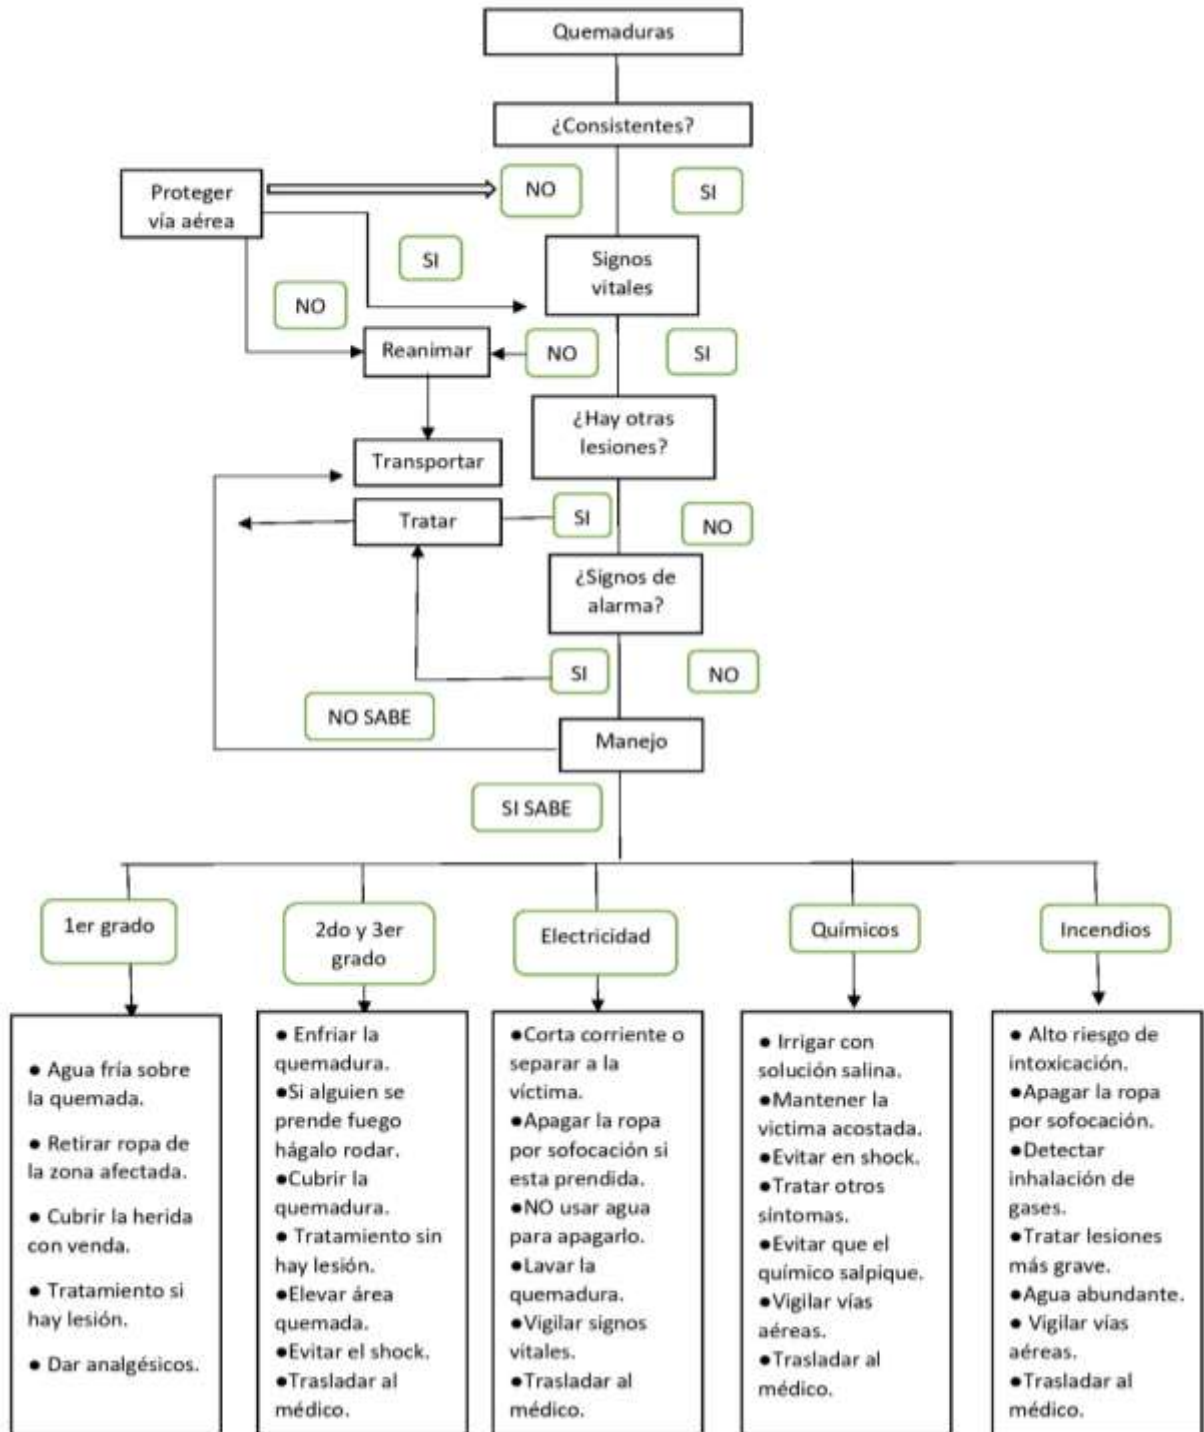 Quemaduras
¿Consistentes?
Proteger
vía aérea
NO
SI
SI
NO
Signos
vitales
Reanimar
NO
SI
¿Hay otras
lesiones?
Transportar
Tratar
SI
NO
¿Signos de
alarma?
SI
NO
NO SABE
Manejo
SI SABE
1er grado
2do y 3er
grado
Electricidad
Químicos
Incendios
● Agua fría sobre
la quemada.
● Retirar ropa de
la zona afectada.
● Cubrir la herida
con venda.
● Tratamiento si
hay lesión.
● Dar analgésicos.
● Enfriar la
quemadura.
●Si alguien se
prende fuego
hágalo rodar.
●Cubrir la
quemadura.
● Tratamiento sin
hay lesión.
●Elevar área
quemada.
●Evitar el shock.
●Trasladar al
médico.
●Corta corriente o
separar a la
víctima.
●Apagar la ropa
por sofocación si
esta prendida.
●NO usar agua
para apagarlo.
●Lavar la
quemadura.
●Vigilar signos
vitales.
●Trasladar al
médico.
● Irrigar con
solución salina.
●Mantener la
victima acostada.
●Evitar en shock.
●Tratar otros
síntomas.
●Evitar que el
químico salpique.
●Vigilar vías
aéreas.
●Trasladar al
médico.
● Alto riesgo de
intoxicación.
●Apagar la ropa
por sofocación.
●Detectar
inhalación de
gases.
●Tratar lesiones
más grave.
●Agua abundante.
● Vigilar vías
aéreas.
●Trasladar al
médico.